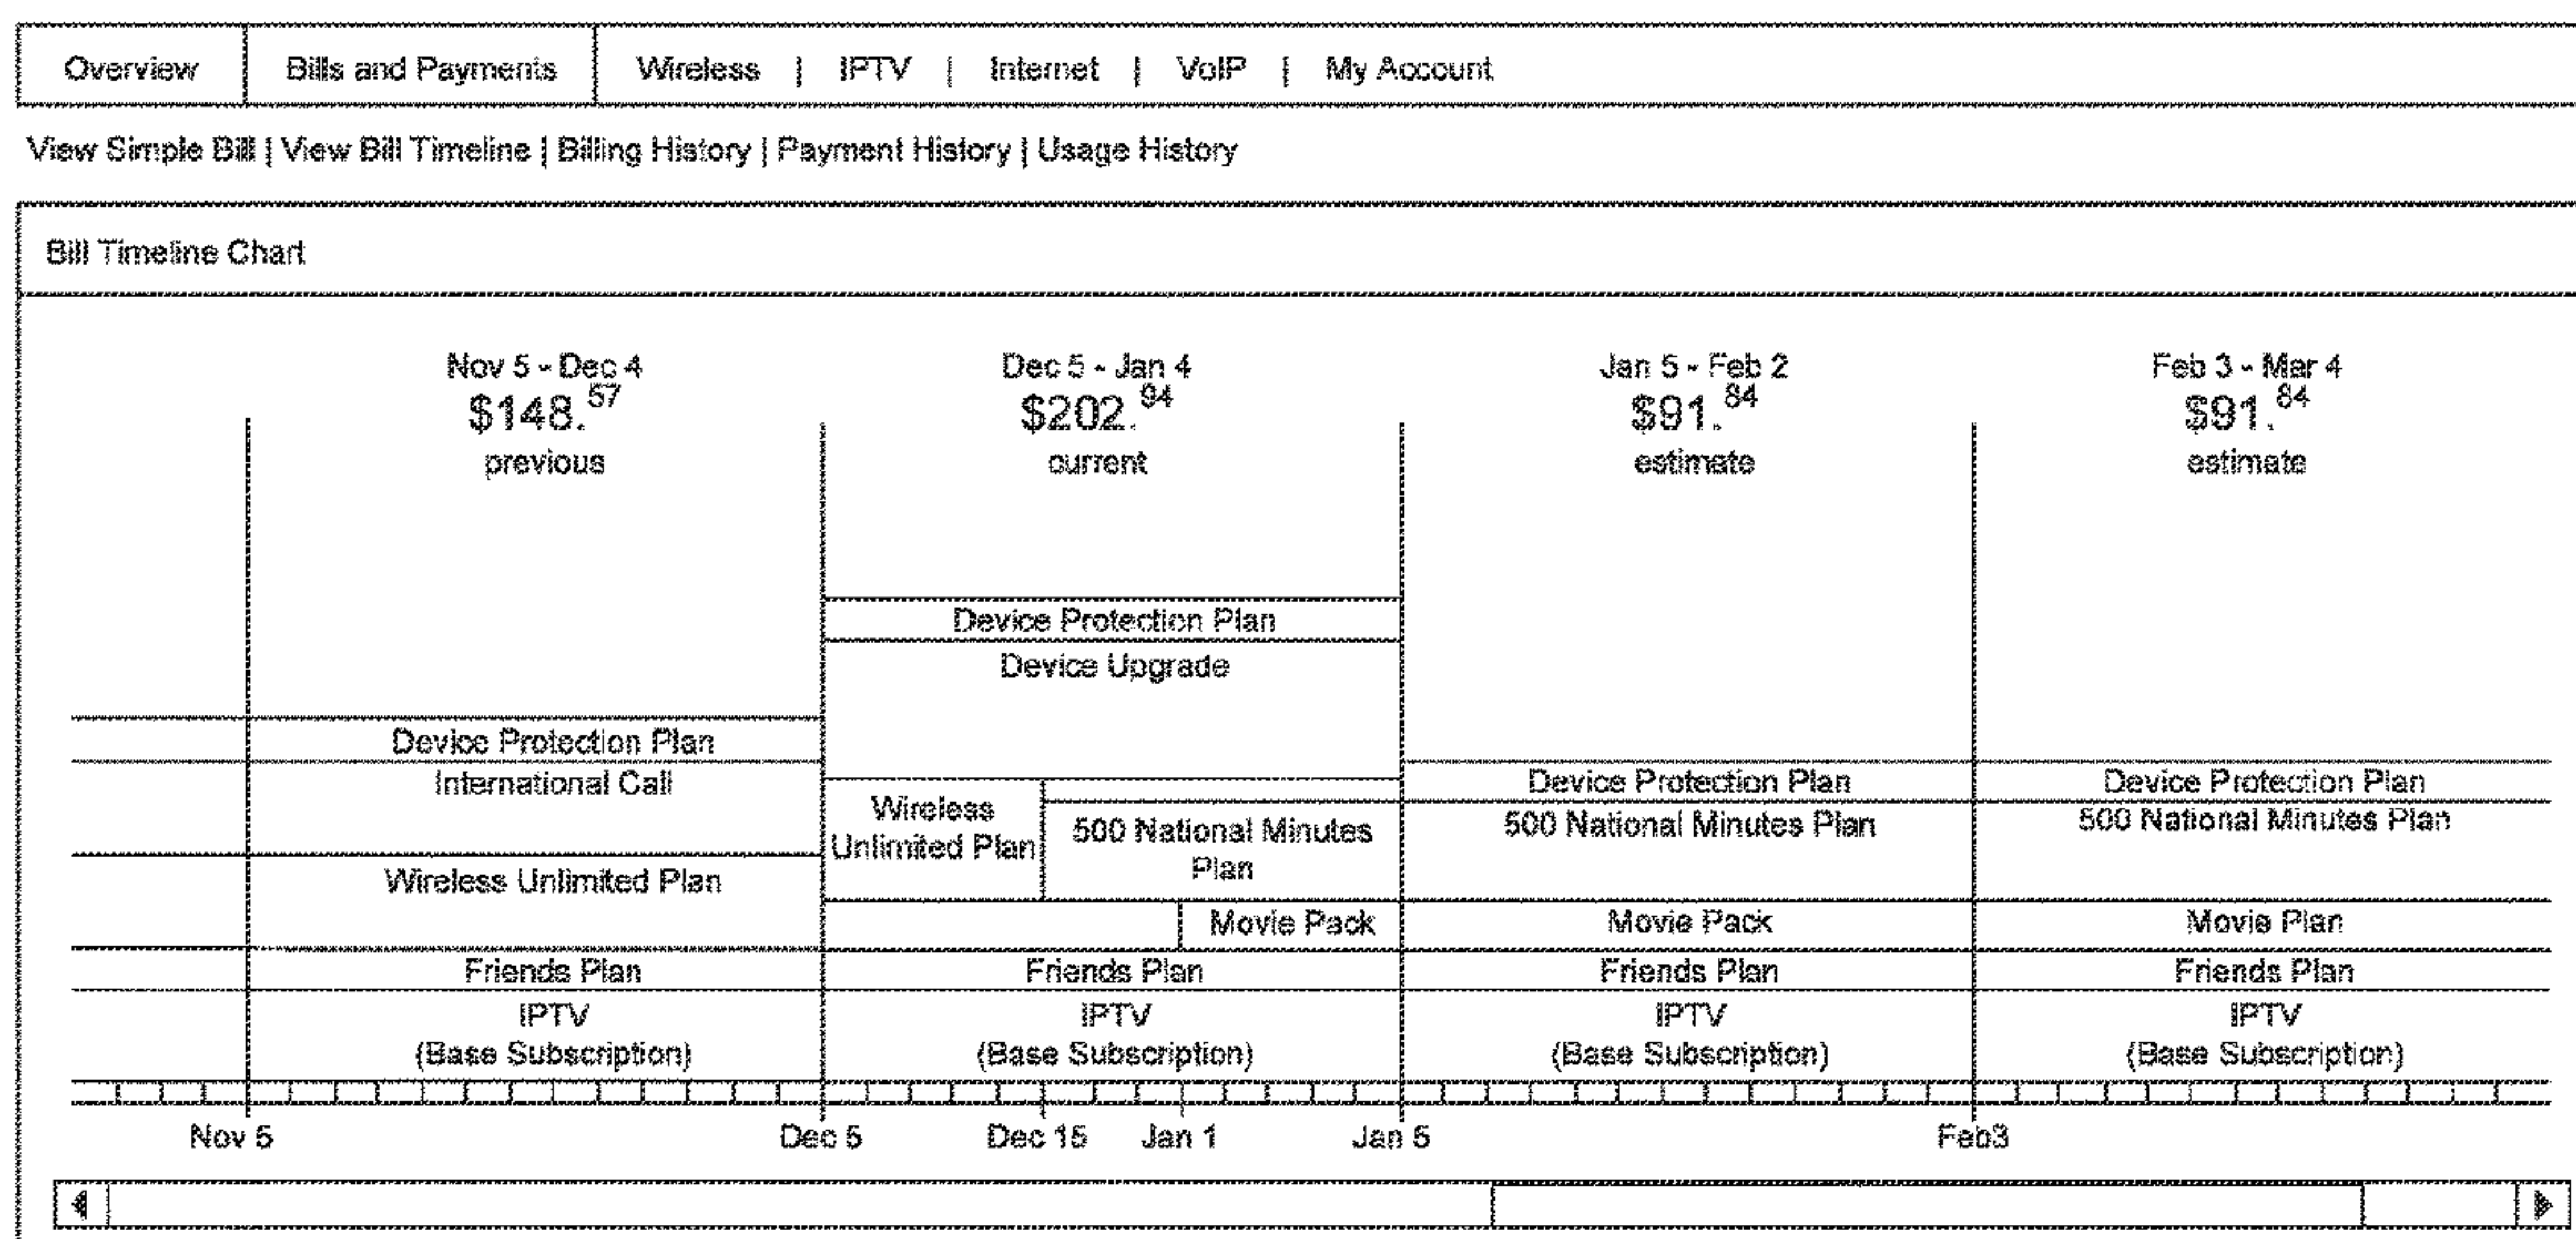 Overview Bills and Payments Wireless | IPTV | Internet | VoIP | My Account
View Simple Bill | View Bill Timeline | Billing History | Payment History | Usage History
Bill Timeline Chart
Nov 5 - Dec 4 Dec 5 - Jan 4 Jan 5 - Feb 2 Feb 3 - Mar 4
$148.57 $202.94 $91.84 $91.84
previous current estimate estimate
Device Protection Plan
Device Upgrade
Device Protection Plan
International Call Device Protection Plan Device Protection Plan
Wireless
Unlimited Plan
500 National Minutes
Plan
500 National Minutes Plan 500 National Minutes Plan
Wireless Unlimited Plan
Movie Pack Movie Pack Movie Plan
Friends Plan Friends Plan Friends Plan Friends Plan
IPTV IPTV IPTV IPTV
(Base Subscription) (Base Subscription) (Base Subscription) (Base Subscription)
Nov 5 Dec 5 Dec 15 Jan 1 Jan 5 Feb3